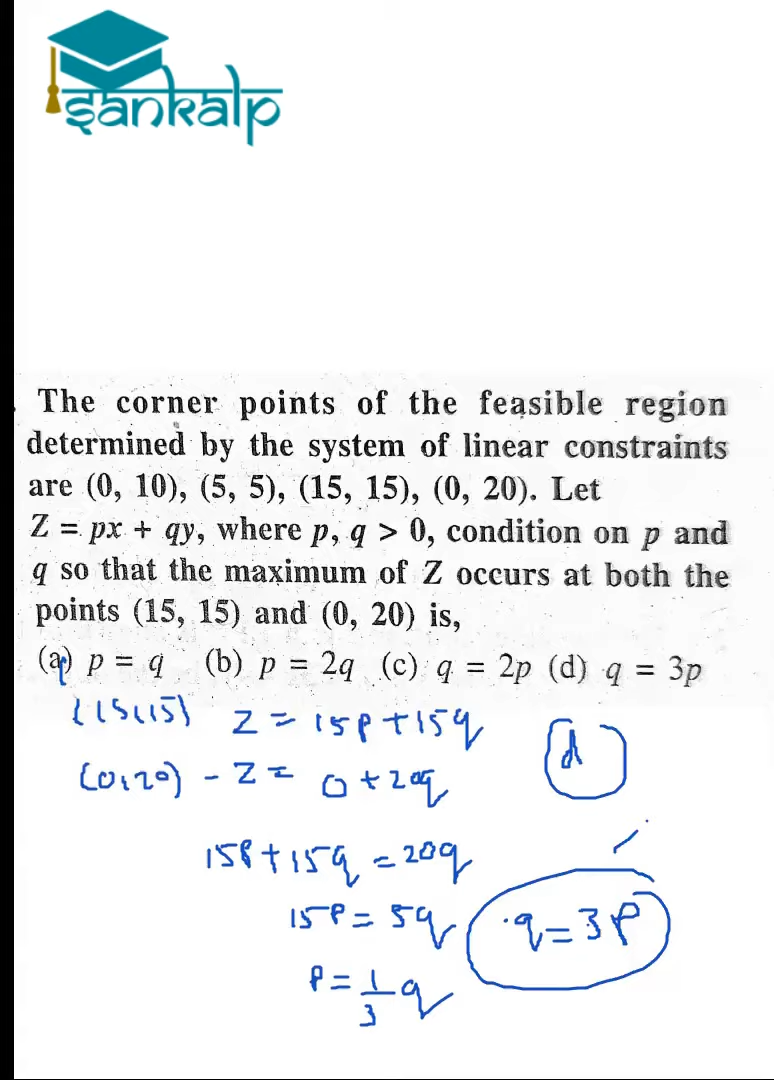 sankalp
The corner points of the feasible region
determined by the system of linear constraints
are (0, 10), (5, 5), (15, 15), (0, 20). Let
Z = px + qy, where p, q > 0, condition on p and
q so that the maximum of Z occurs at both the
points (15, 15) and (0, 20) is,
(a) p = q (b) p = 2q (c) q = 2p (d) q = 3p
(15,15) Z = 15p + 15q
(0,20) - Z = 0 + 20q
d
15p + 15q = 20q
15p = 5q
q = 3p
p = 1/3 q